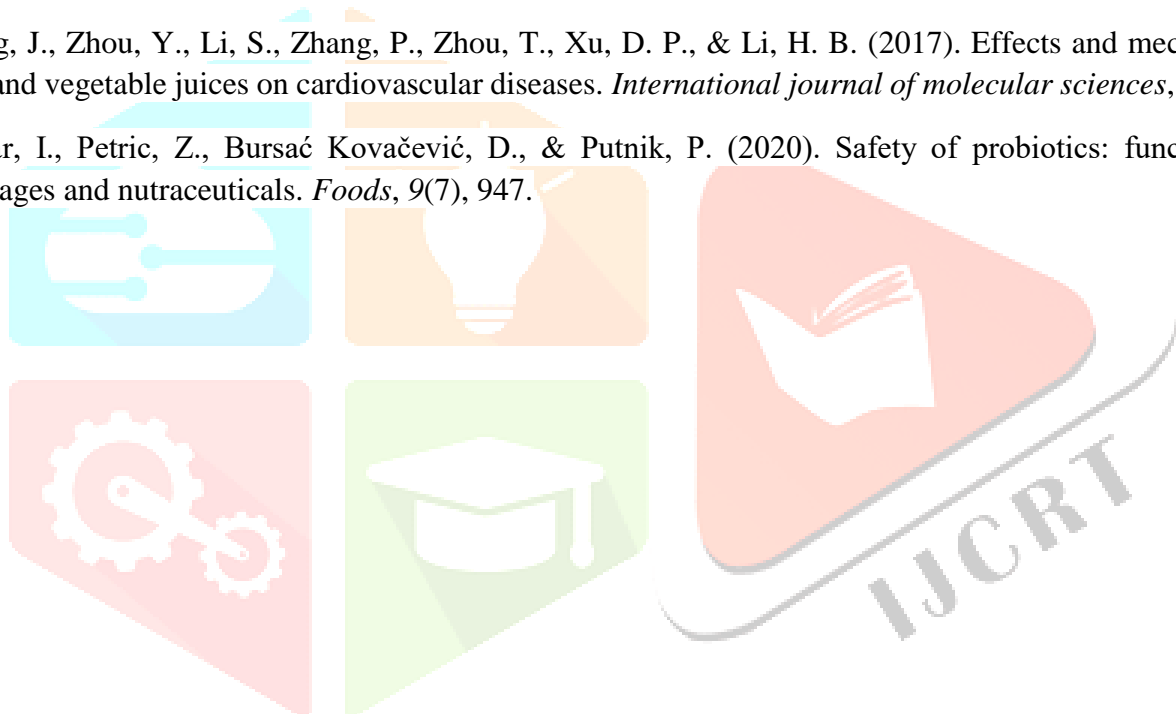 g, J., Zhou, Y., Li, S., Zhang, P., Zhou, T., Xu, D. P., & Li, H. B. (2017). Effects and mec
and vegetable juices on cardiovascular diseases. International journal of molecular sciences,
ar, I., Petric, Z., Bursać Kovačević, D., & Putnik, P. (2020). Safety of probiotics: func
ages and nutraceuticals. Foods, 9(7), 947.
IJCRT